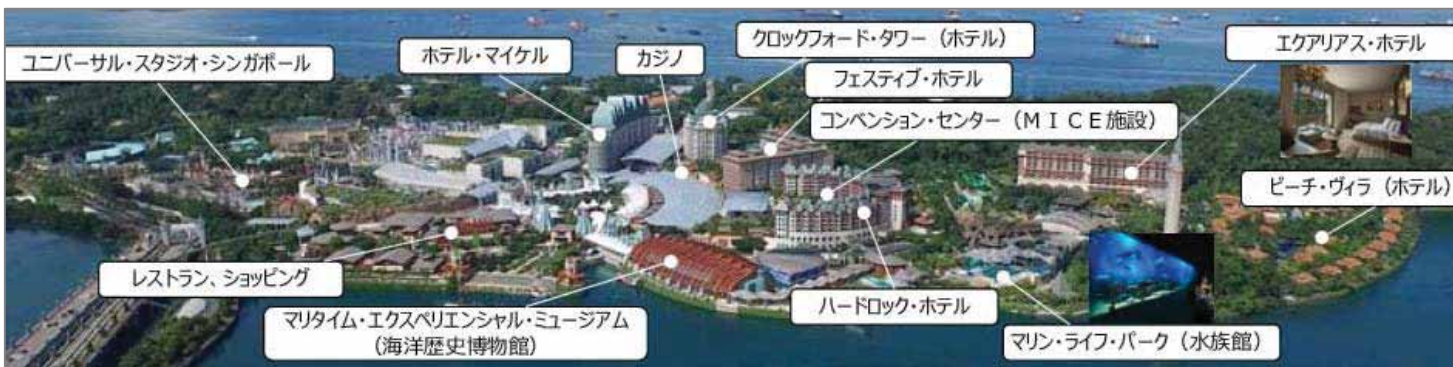 ユニバーサル・スタジオ・シンガポール
ホテル・マイケル
カジノ
クロックフォード・タワー（ホテル）
フェスティブ・ホテル
コンベンション・センター（ＭＩＣＥ施設）
エクアリアス・ホテル
ビーチ・ヴィラ（ホテル）
レストラン、ショッピング
マリタイム・エクスペリエンシャル・ミュージアム
（海洋歴史博物館）
ハードロック・ホテル
マリン・ライフ・パーク（水族館）